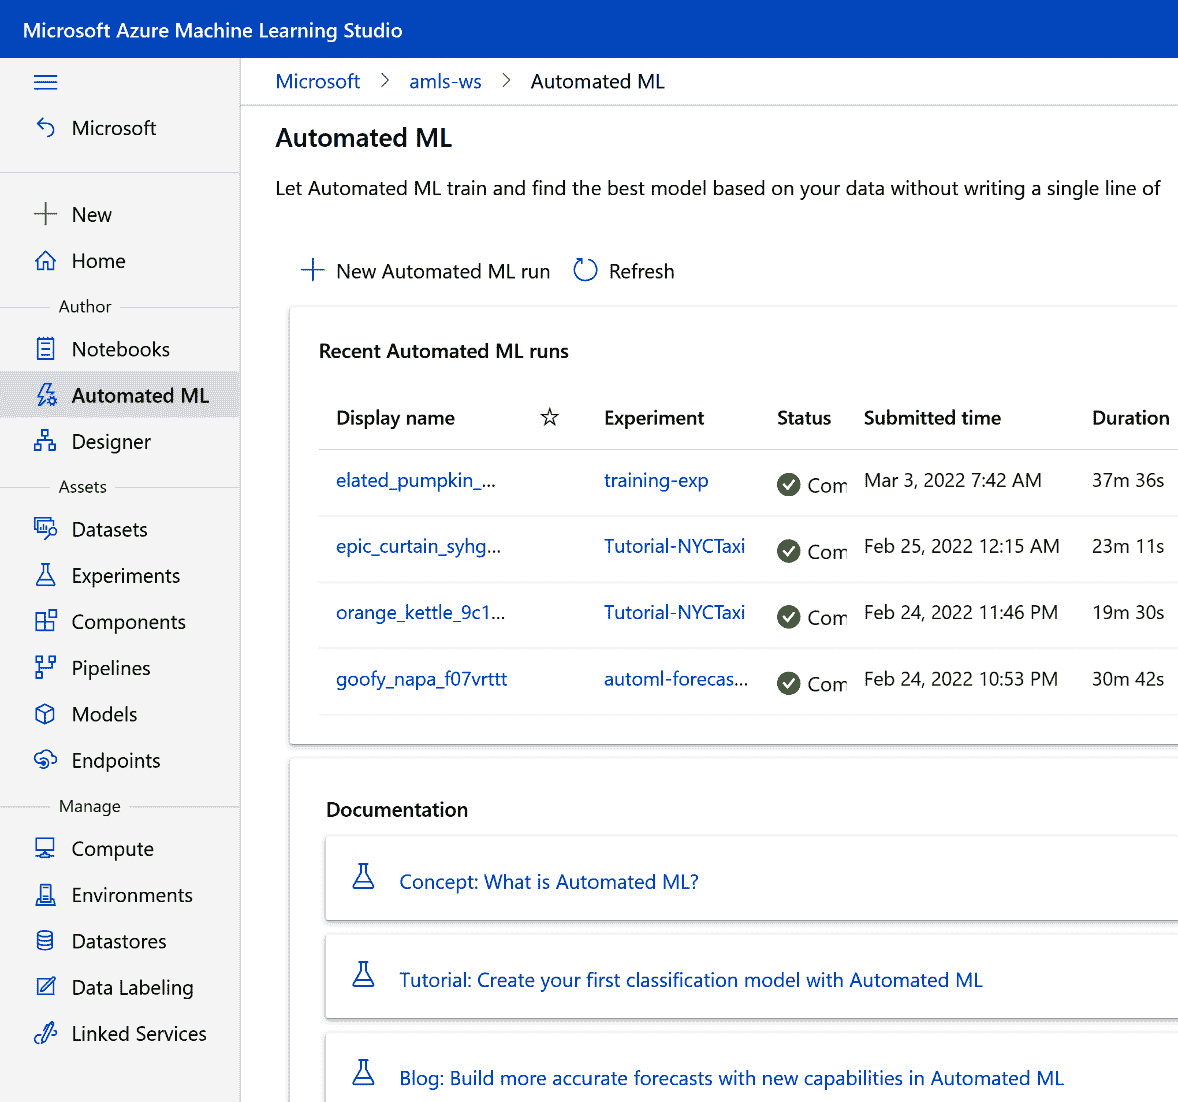 Microsoft Azure Machine Learning Studio
Microsoft > amls-ws > Automated ML
Microsoft
New
Home
Author
Notebooks
Automated ML
Designer
Assets
Datasets
Experiments
Components
Pipelines
Models
Endpoints
Manage
Compute
Environments
Datastores
Data Labeling
Linked Services
Automated ML
Let Automated ML train and find the best model based on your data without writing a single line of
New Automated ML run Refresh
Recent Automated ML runs
Display name Experiment Status Submitted time Duration
elated_pumpkin_... training-exp Com Mar 3, 2022 7:42 AM 37m 36s
epic_curtain_syhg... Tutorial-NYCTaxi Com Feb 25, 2022 12:15 AM 23m 11s
orange_kettle_9c1... Tutorial-NYCTaxi Com Feb 24, 2022 11:46 PM 19m 30s
goofy_napa_f07vrttt automl-forecas... Com Feb 24, 2022 10:53 PM 30m 42s
Documentation
Concept: What is Automated ML?
Tutorial: Create your first classification model with Automated ML
Blog: Build more accurate forecasts with new capabilities in Automated ML